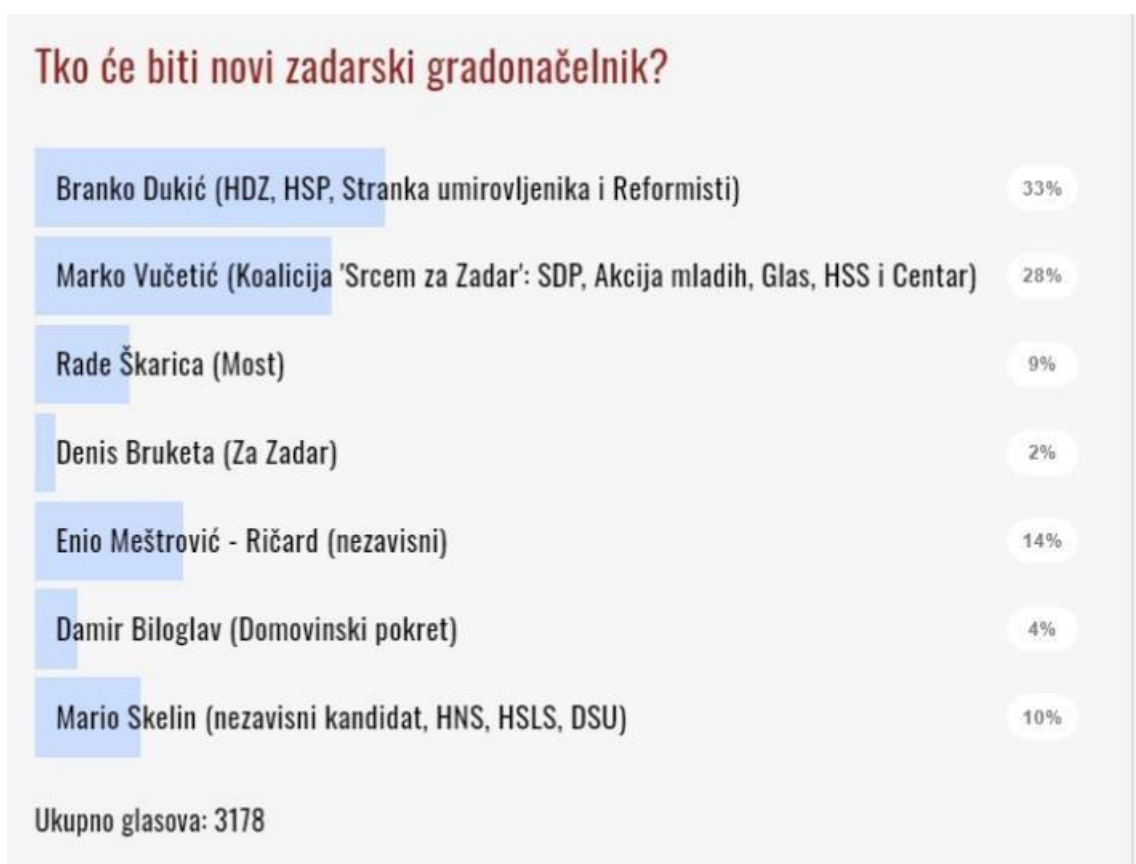 Tko će biti novi zadarski gradonačelnik?
Branko Dukić (HDZ, HSP, Stranka umirovljenika i Reformisti) 33%
Marko Vučetić (Koalicija 'Srcem za Zadar': SDP, Akcija mladih, Glas, HSS i Centar) 28%
Rade Škarica (Most) 9%
Denis Bruketa (Za Zadar) 2%
Enio Meštrović - Ričard (nezavisni) 14%
Damir Biloglav (Domovinski pokret) 4%
Mario Skelin (nezavisni kandidat, HNS, HSLS, DSU) 10%
Ukupno glasova: 3178